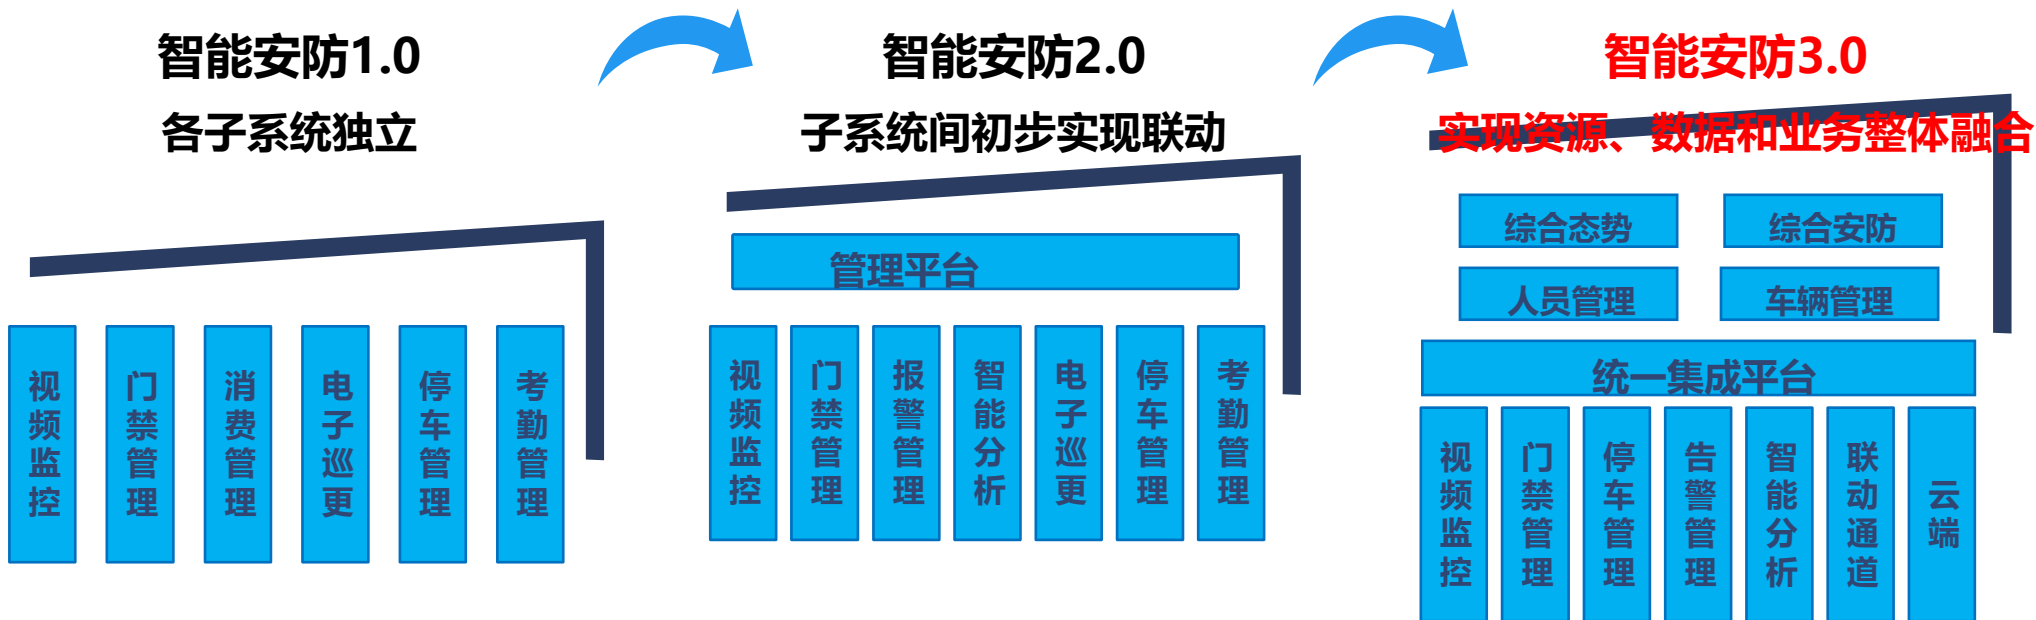 智能安防1.0
各子系统独立
视频监控
门禁管理
消费管理
电子巡更
停车管理
考勤管理
智能安防2.0
子系统间初步实现联动
管理平台
视频监控
门禁管理
报警管理
智能分析
电子巡更
停车管理
考勤管理
智能安防3.0
实现资源、数据和业务整体融合
综合态势
综合安防
人员管理
车辆管理
统一集成平台
视频监控
门禁管理
停车管理
告警管理
智能分析
联动通道
云端